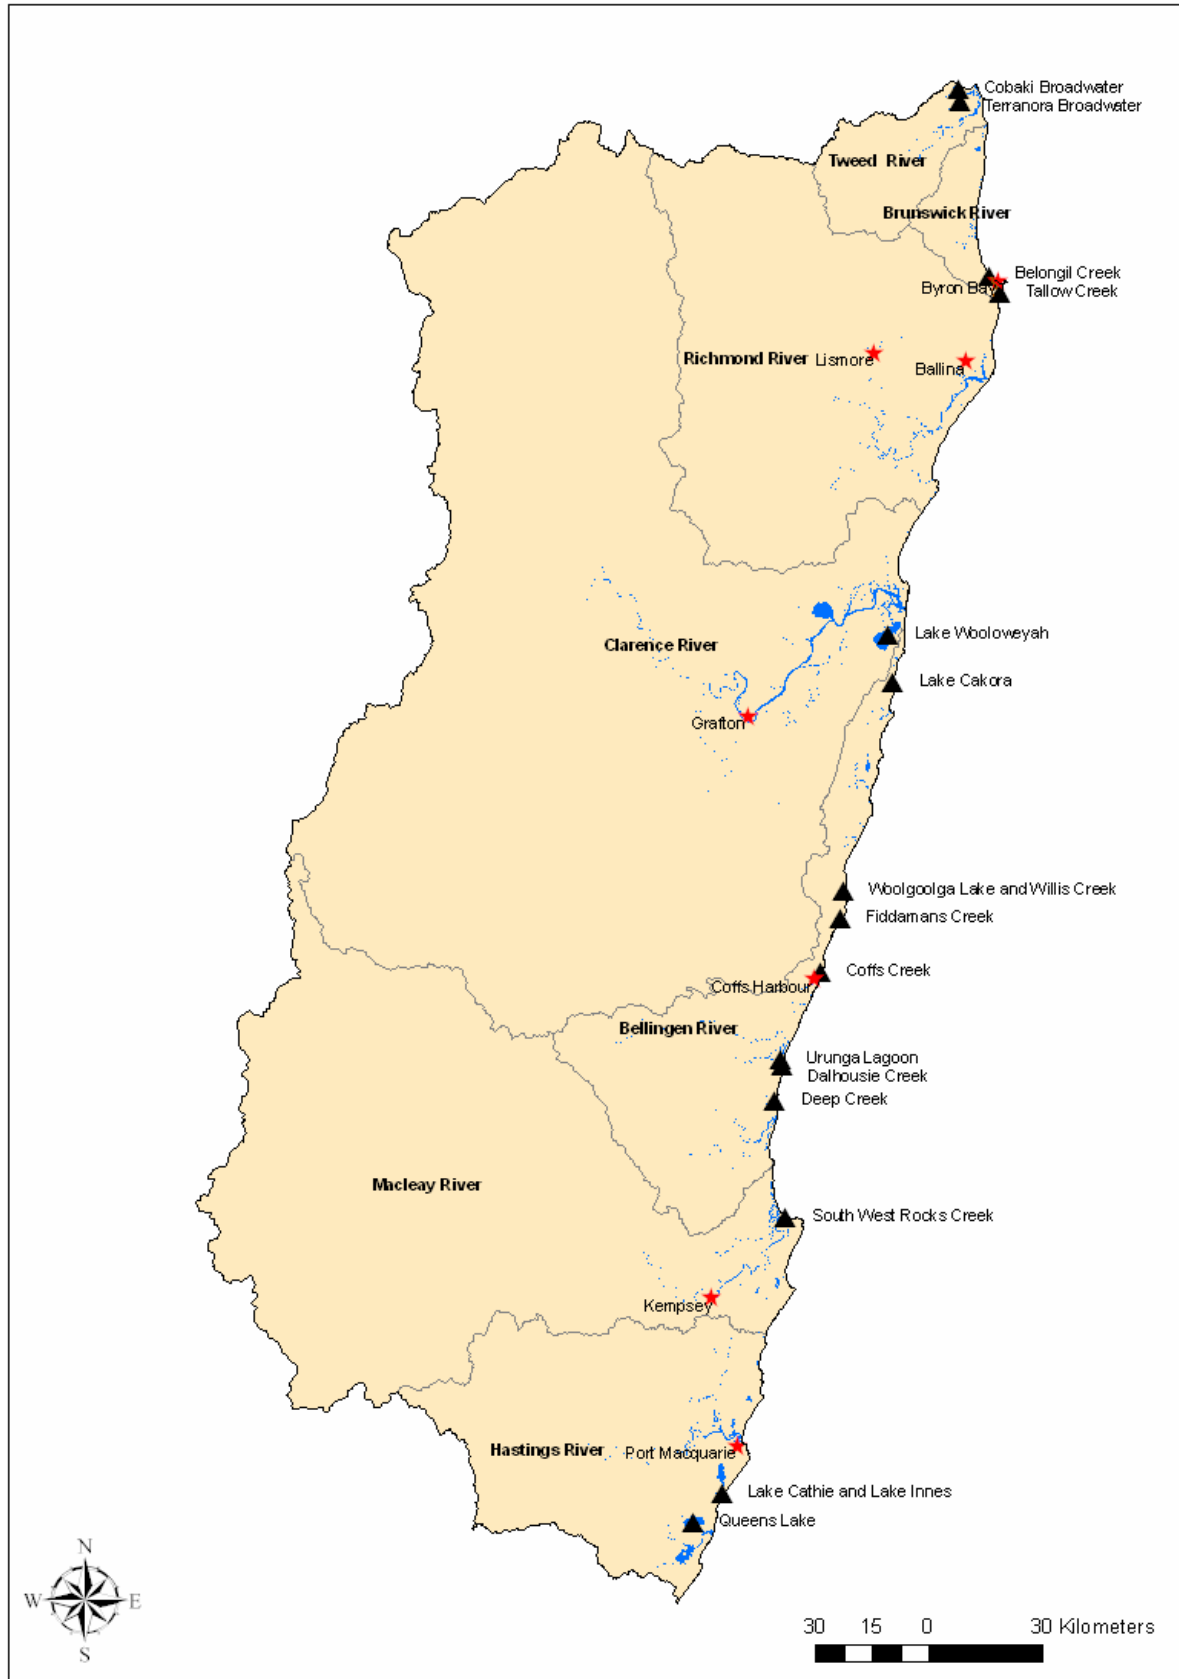 Cobaki Broadwater
Terranora Broadwater
Tweed River
Brunswick River
Belongil Creek
Byron Bay
Tallow Creek
Richmond River
Lismore
Ballina
Lake Wooloweyah
Clarence River
Lake Cakora
Grafton
Woolgoolga Lake and Willis Creek
Fiddamans Creek
Coffs Creek
Coffs Harbour
Bellingen River
Urunga Lagoon
Dalhousie Creek
Deep Creek
Macleay River
South West Rocks Creek
Kempsey
Hastings River
Port Macquarie
Lake Cathie and Lake Innes
Queens Lake
N
W E
S
30 15 0 30 Kilometers